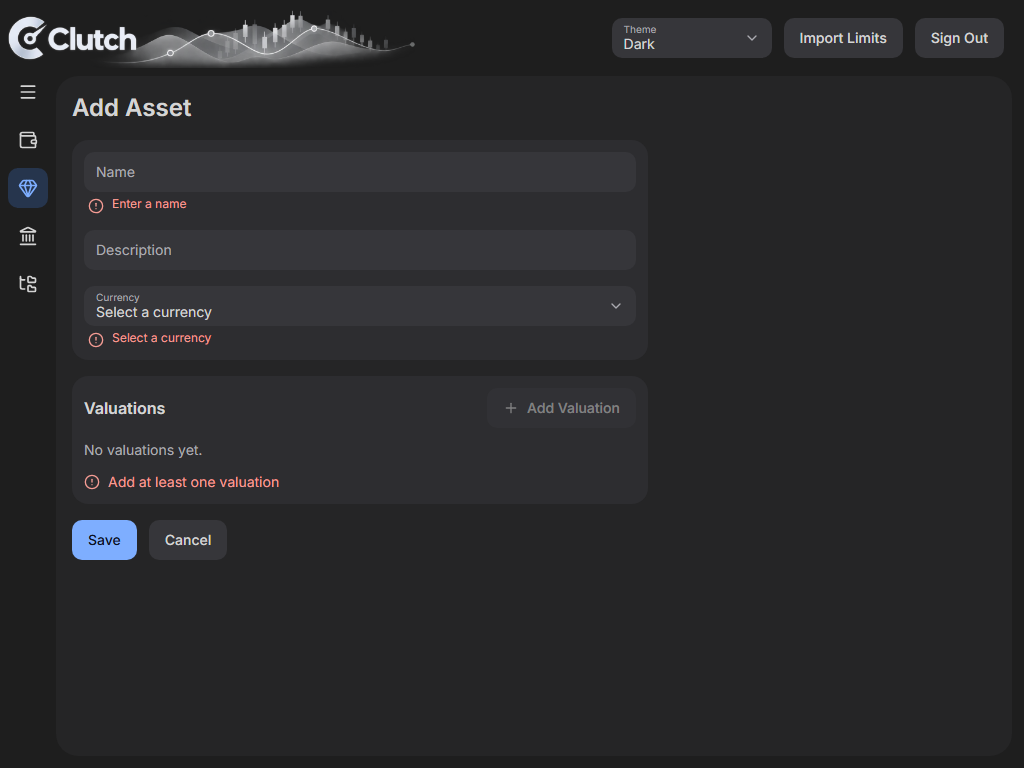 Clutch
Theme
Dark
Import Limits
Sign Out
Add Asset
Name
Enter a name
Description
Currency
Select a currency
Select a currency
Valuations
Add Valuation
No valuations yet.
Add at least one valuation
Save
Cancel